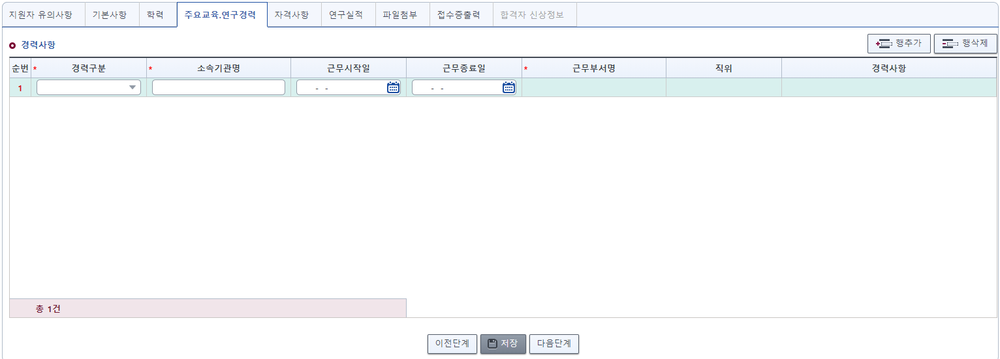 지원자 유의사항 기본사항 학력 주요교육.연구경력 자격사항 연구실적 파일첨부 접수증출력 합격자 신상정보
경력사항 행추가 행삭제
순번 * 경력구분 * 소속기관명 근무시작일 근무종료일 * 근무부서명 직위 경력사항
1 - - - -
총 1건
이전단계 저장 다음단계